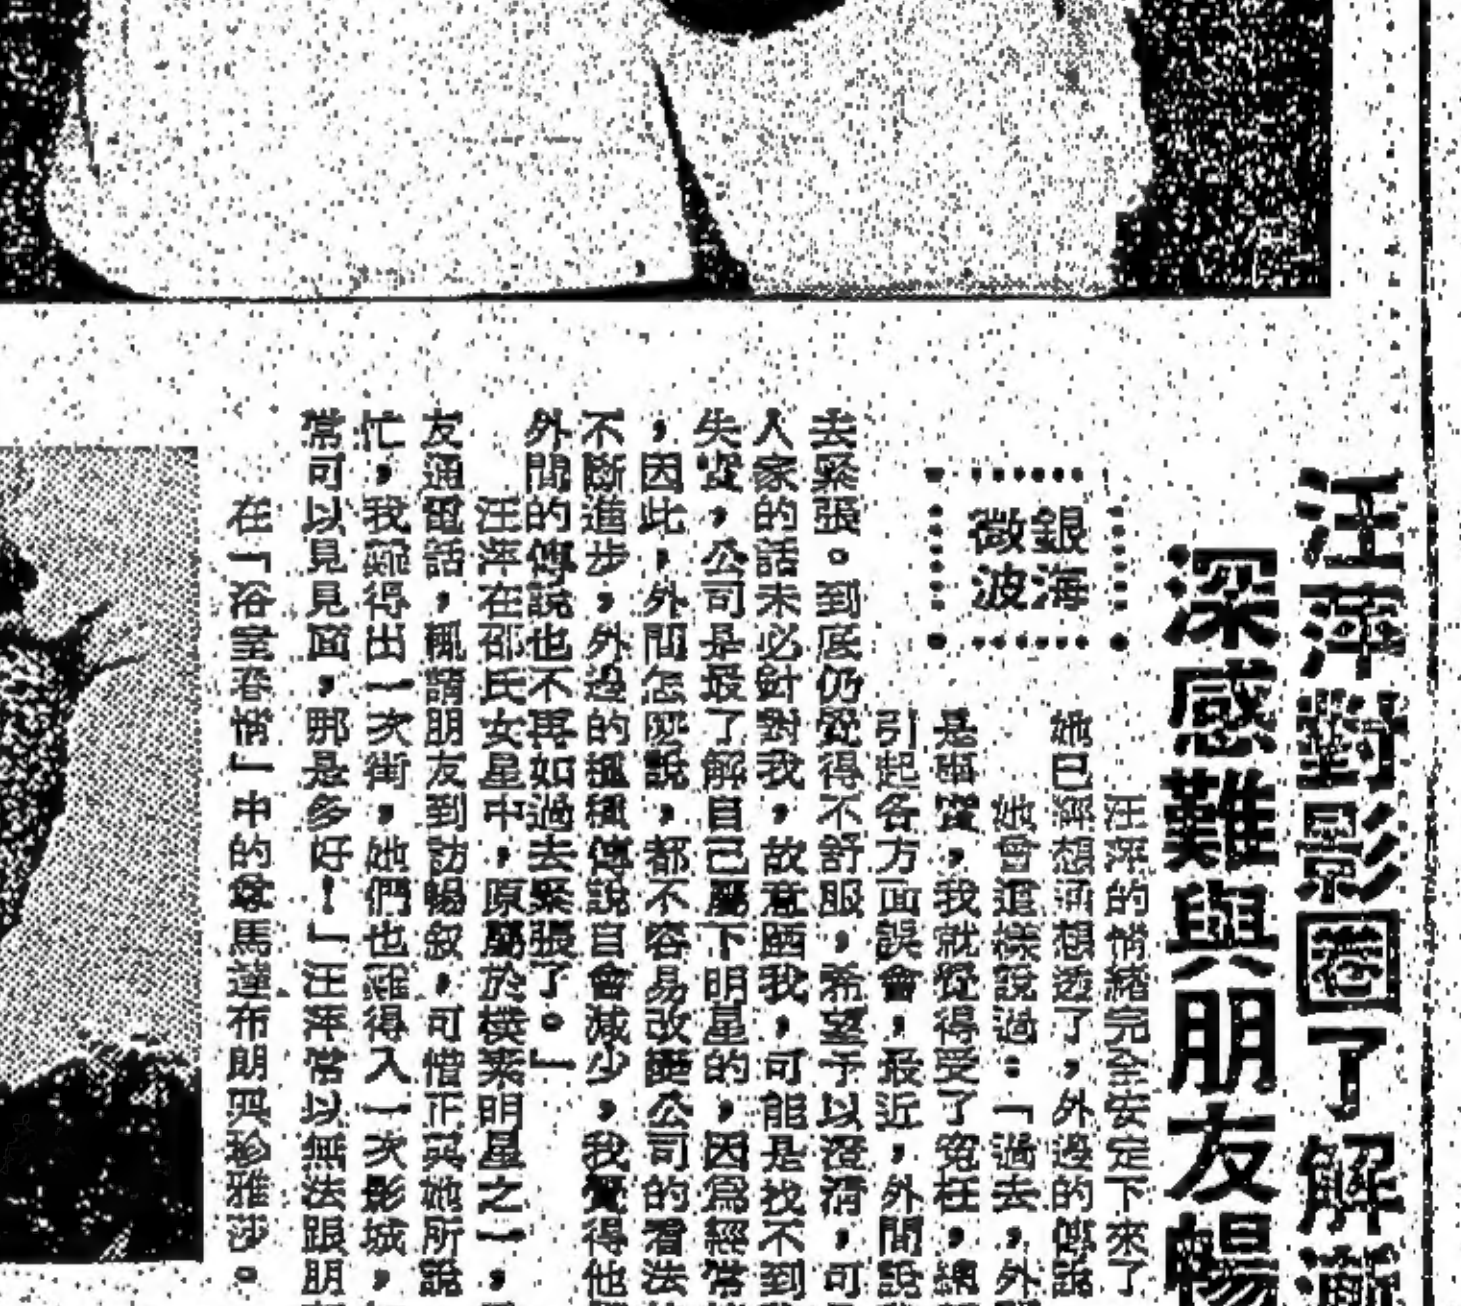 汪萍對影圈了解漸
深感難與朋友暢
銀海
微波
汪萍的情緒完全安定下來了
她已經想通想透了，外邊的傳說
她會這樣說過：「過去，外
是事實，我就覺得受了冤枉，
引起各方面誤會，最近，外間說
去緊張。到底仍覺得不舒服，希望予以澄清，可
人家的話未必針對我，故意晒我，可能是找不到
失實，公司是最了解自己屬下明星的，因爲經常
，因此，外間怎麼說，都不容易改變公司的看法
不斷進步，外邊的種種傳說自會減少，我覺得他
外間的傳說也不再如過去緊張了。」
汪萍在邵氏女星中，原屬於樸素明星之一，
友通電話，輒請朋友到訪暢叙，可惜正英她所說
忙，我難得出一次街，她們也難得入一次影城，
常可以見見面，那是多好！」汪萍常以無法跟朋
在「浴室春情」中的當馬蓮布朗與珍雅莎。